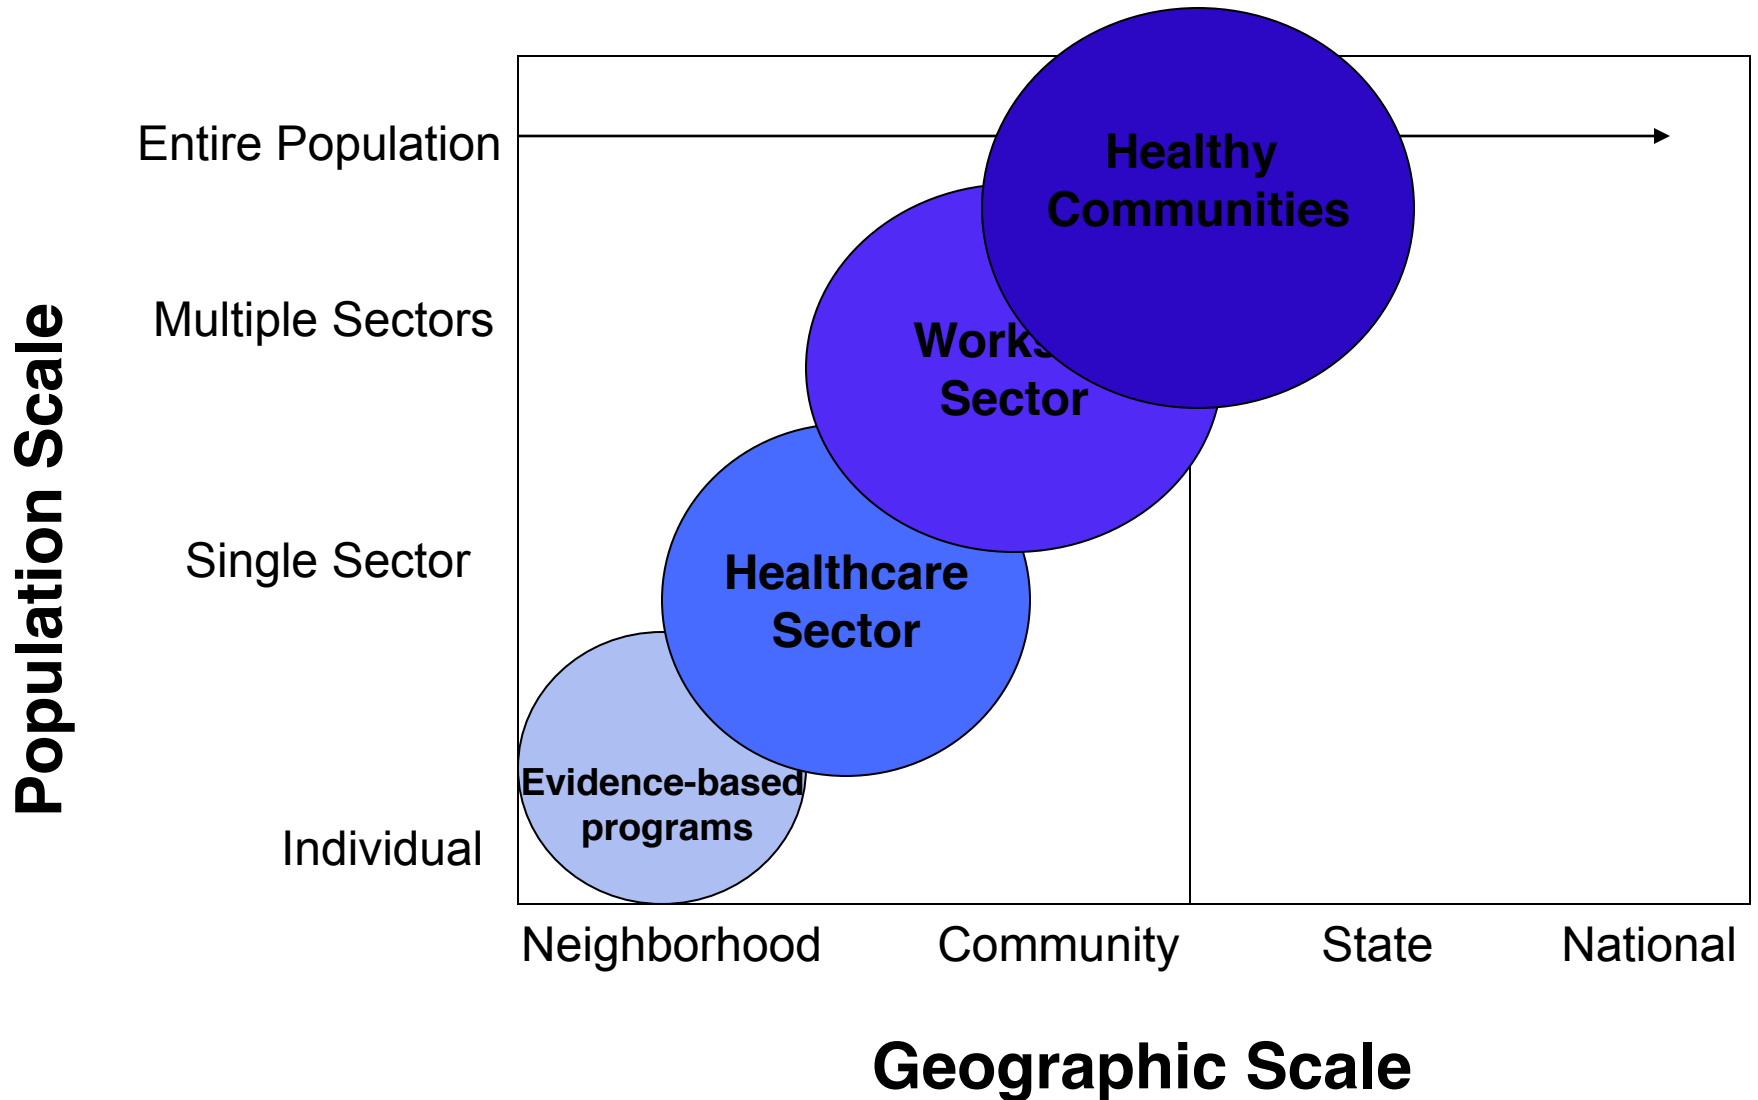 Entire Population
Healthy
Communities
Multiple Sectors
Sector
Single Sector
Healthcare
Sector
Evidence-based
programs
Individual
Population Scale
Neighborhood Community State National
Geographic Scale